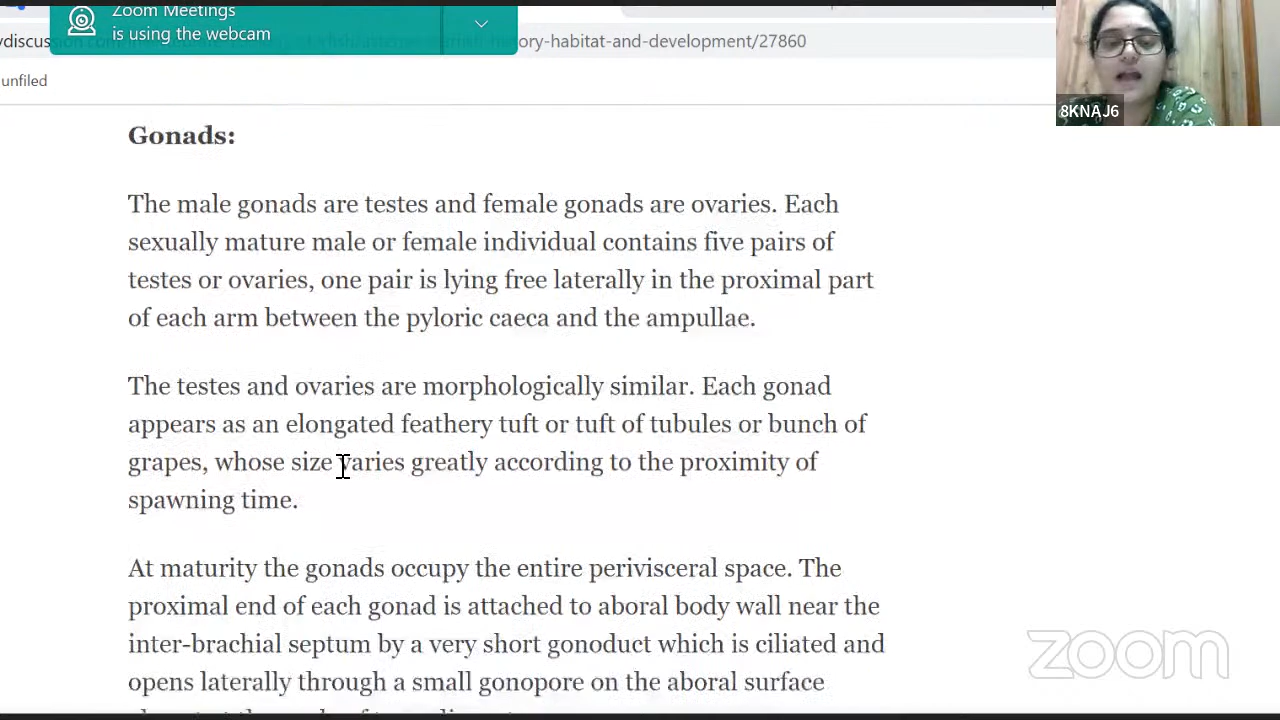 Zoom Meetings
is using the webcam
ory-habitat-and-development/27860
unfiled
8KNAJ6
Gonads:
The male gonads are testes and female gonads are ovaries. Each
sexually mature male or female individual contains five pairs of
testes or ovaries, one pair is lying free laterally in the proximal part
of each arm between the pyloric caeca and the ampullae.
The testes and ovaries are morphologically similar. Each gonad
appears as an elongated feathery tuft or tuft of tubules or bunch of
grapes, whose size varies greatly according to the proximity of
spawning time.
At maturity the gonads occupy the entire perivisceral space. The
proximal end of each gonad is attached to aboral body wall near the
inter-brachial septum by a very short gonoduct which is ciliated and
opens laterally through a small gonopore on the aboral surface
zoom